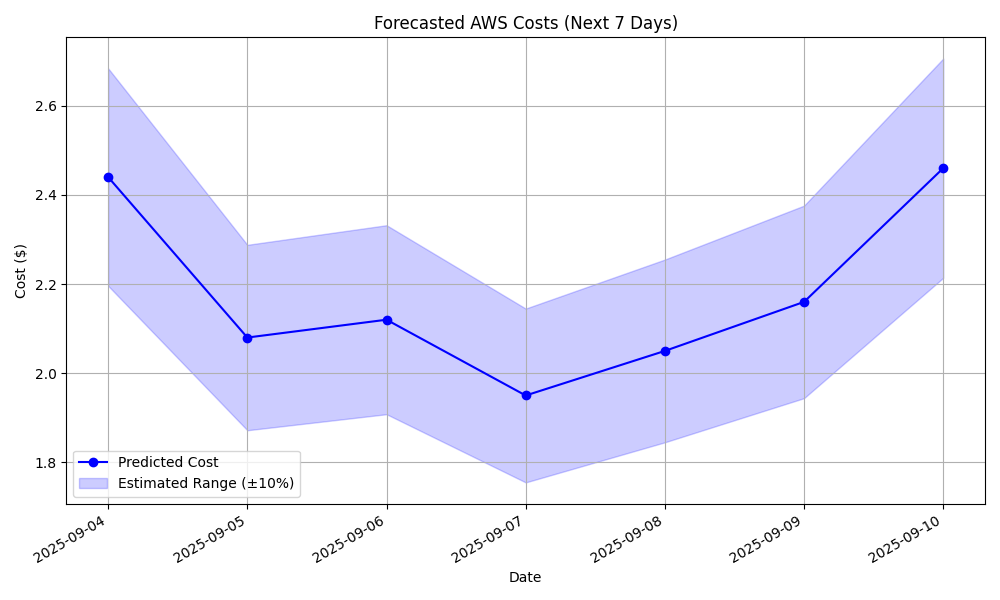 Forecasted AWS Costs (Next 7 Days)
Cost ($)
2.6
2.4
2.2
2.0
1.8
Predicted Cost
Estimated Range (±10%)
2025-09-04
2025-09-05
2025-09-06
2025-09-07
2025-09-08
2025-09-09
2025-09-10
Date